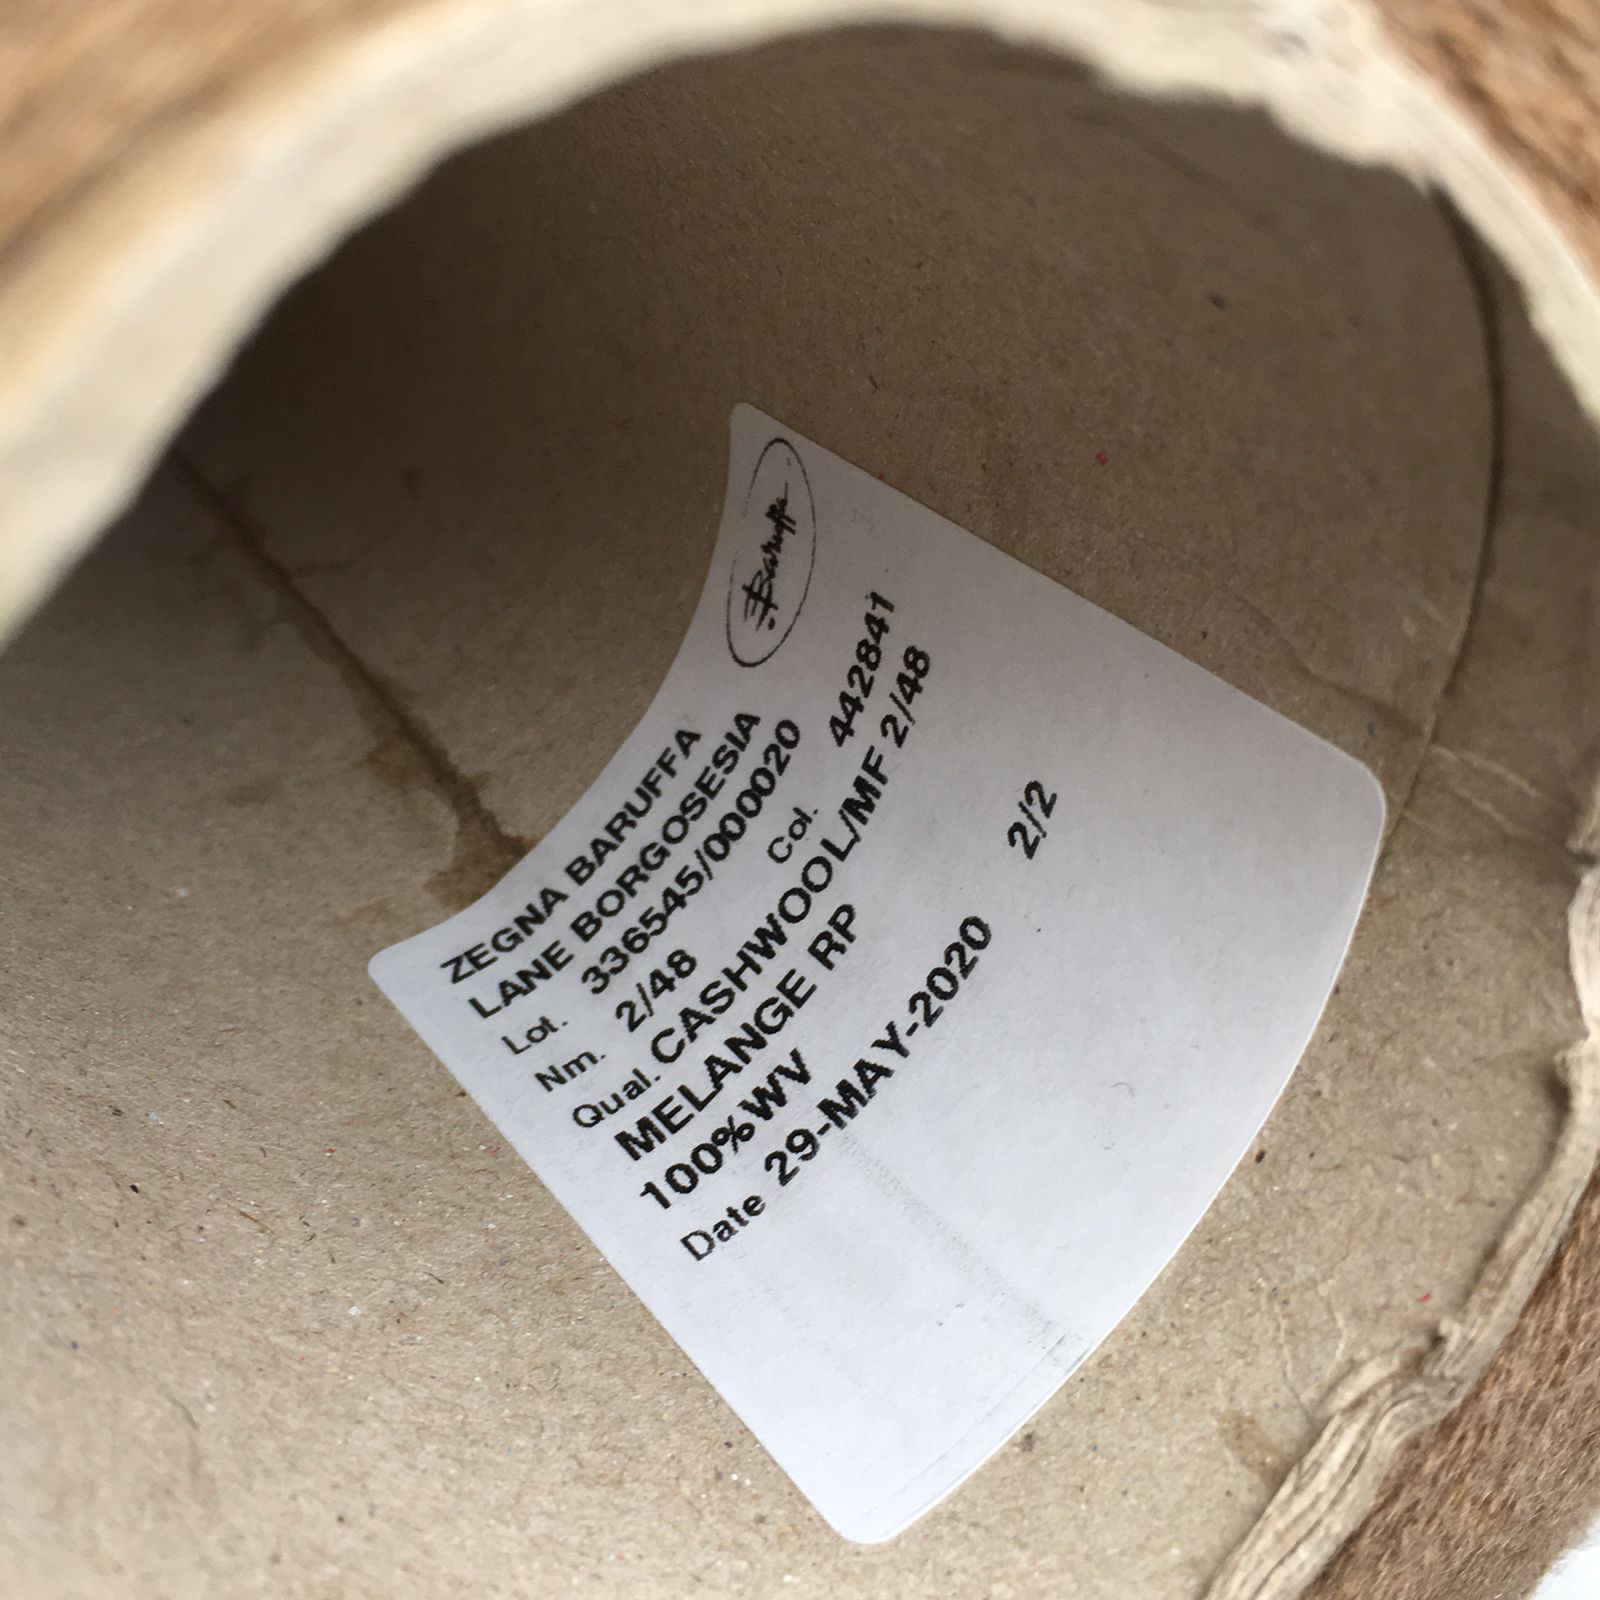 Baruffa
ZEGNA BARUFFA
LANE BORGOSESIA
Lot. 336545/000020
Nm. 2/48 Col. 442841
Qual. CASHWOOL/MF 2/48
MELANGE RP
100%WV
Date 29-MAY-2020 2/2